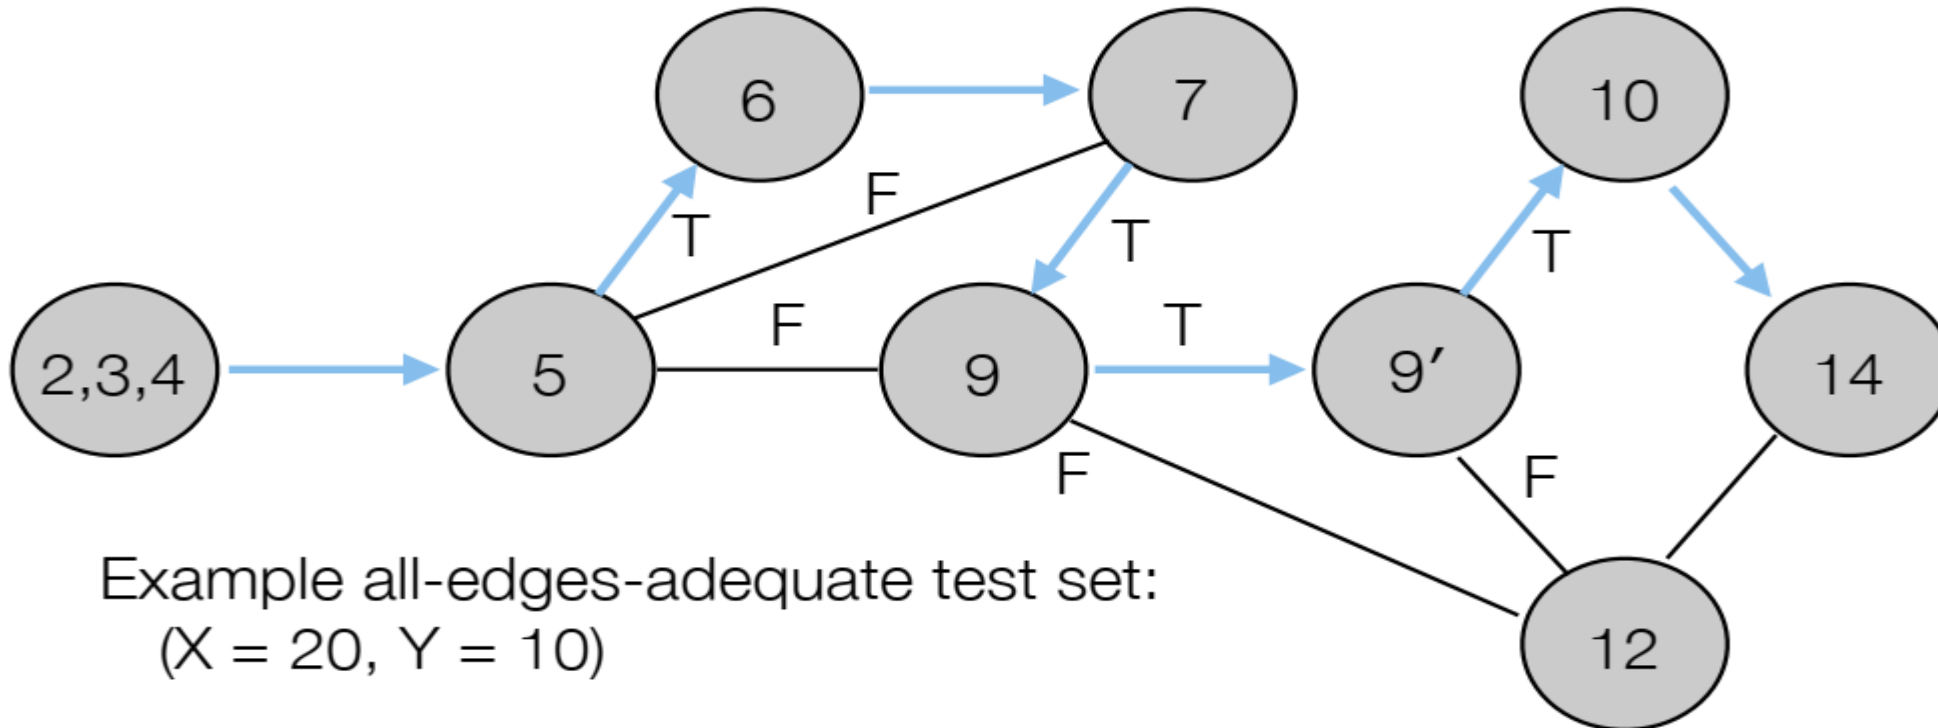 6
7
10
F
T
T
T
F
T
2,3,4
5
9
9′
14
F
F
Example all-edges-adequate test set:
(X = 20, Y = 10)
12